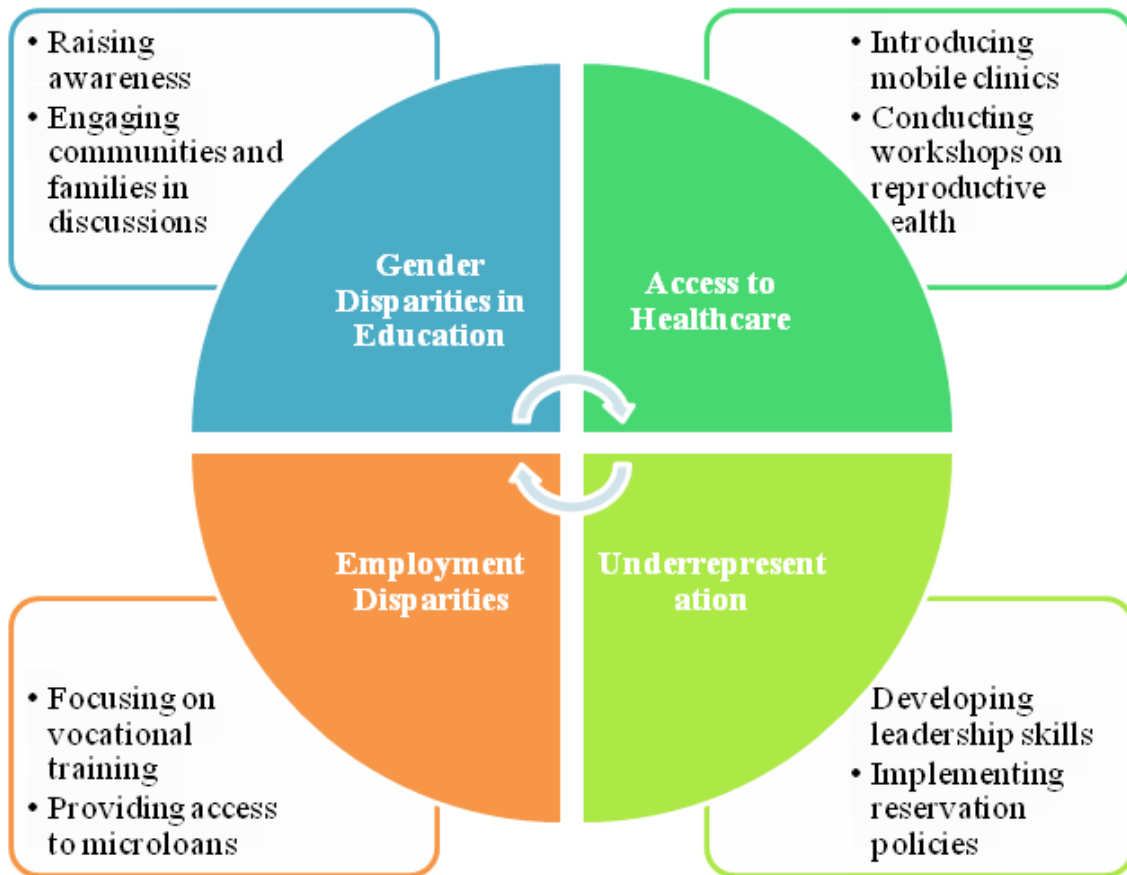 • Raising
awareness
• Engaging
communities and
families in
discussions
• Introducing
mobile clinics
• Conducting
workshops on
reproductive
ealth
Gender
Disparities in
Education
Access to
Healthcare
Employment
Disparities
Underrepresent
ation
• Focusing on
vocational
training
• Providing access
to microloans
Developing
leadership skills
• Implementing
reservation
policies